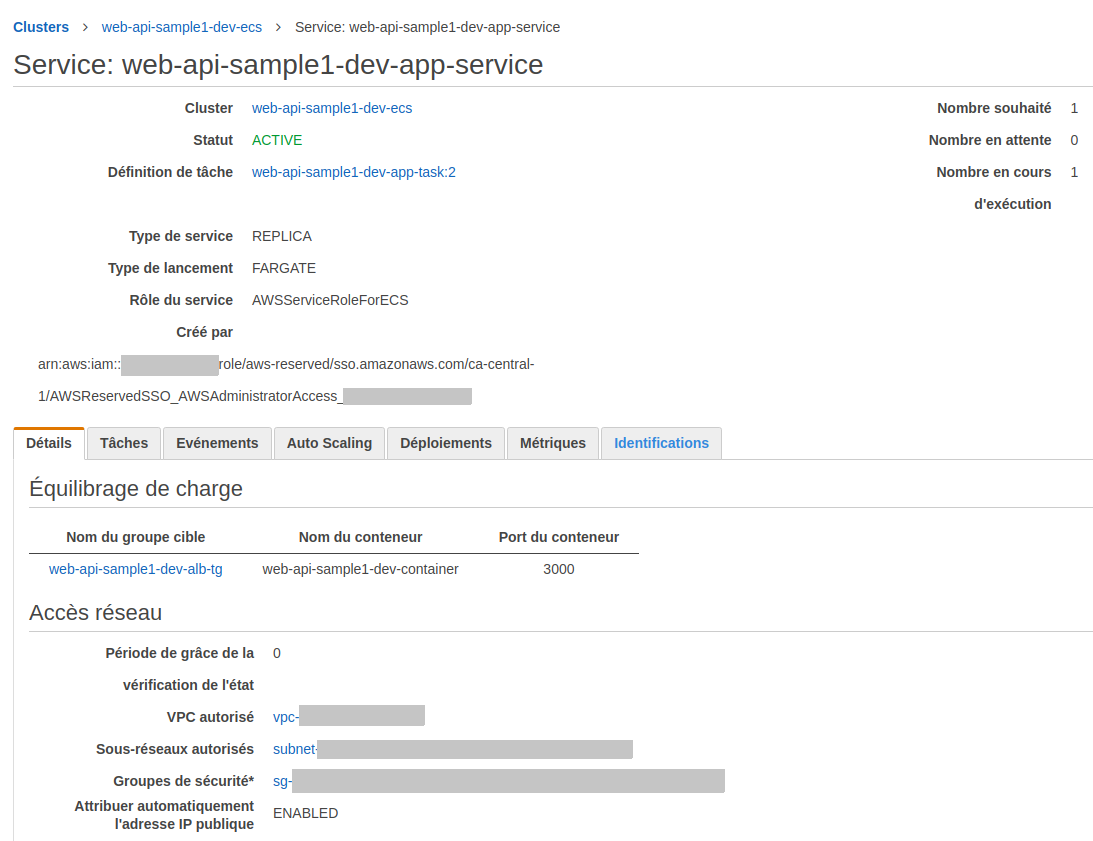 Clusters > web-api-sample1-dev-ecs > Service: web-api-sample1-dev-app-service
Service: web-api-sample1-dev-app-service
Cluster web-api-sample1-dev-ecs
Nombre souhaité 1
Statut ACTIVE
Nombre en attente 0
Définition de tâche web-api-sample1-dev-app-task:2
Nombre en cours 1
d'exécution
Type de service REPLICA
Type de lancement FARGATE
Rôle du service AWSServiceRoleForECS
Créé par
arn:aws:iam:: role/aws-reserved/sso.amazonaws.com/ca-central-
1/AWSReservedSSO_AWSAdministratorAccess_
Détails Tâches Evénements Auto Scaling Déploiements Métriques Identifications
Équilibrage de charge
Nom du groupe cible Nom du conteneur Port du conteneur
web-api-sample1-dev-alb-tg web-api-sample1-dev-container 3000
Accès réseau
Période de grâce de la 0
vérification de l'état
VPC autorisé vpc-
Sous-réseaux autorisés subnet-
Groupes de sécurité* sg-
Attribuer automatiquement
l'adresse IP publique ENABLED